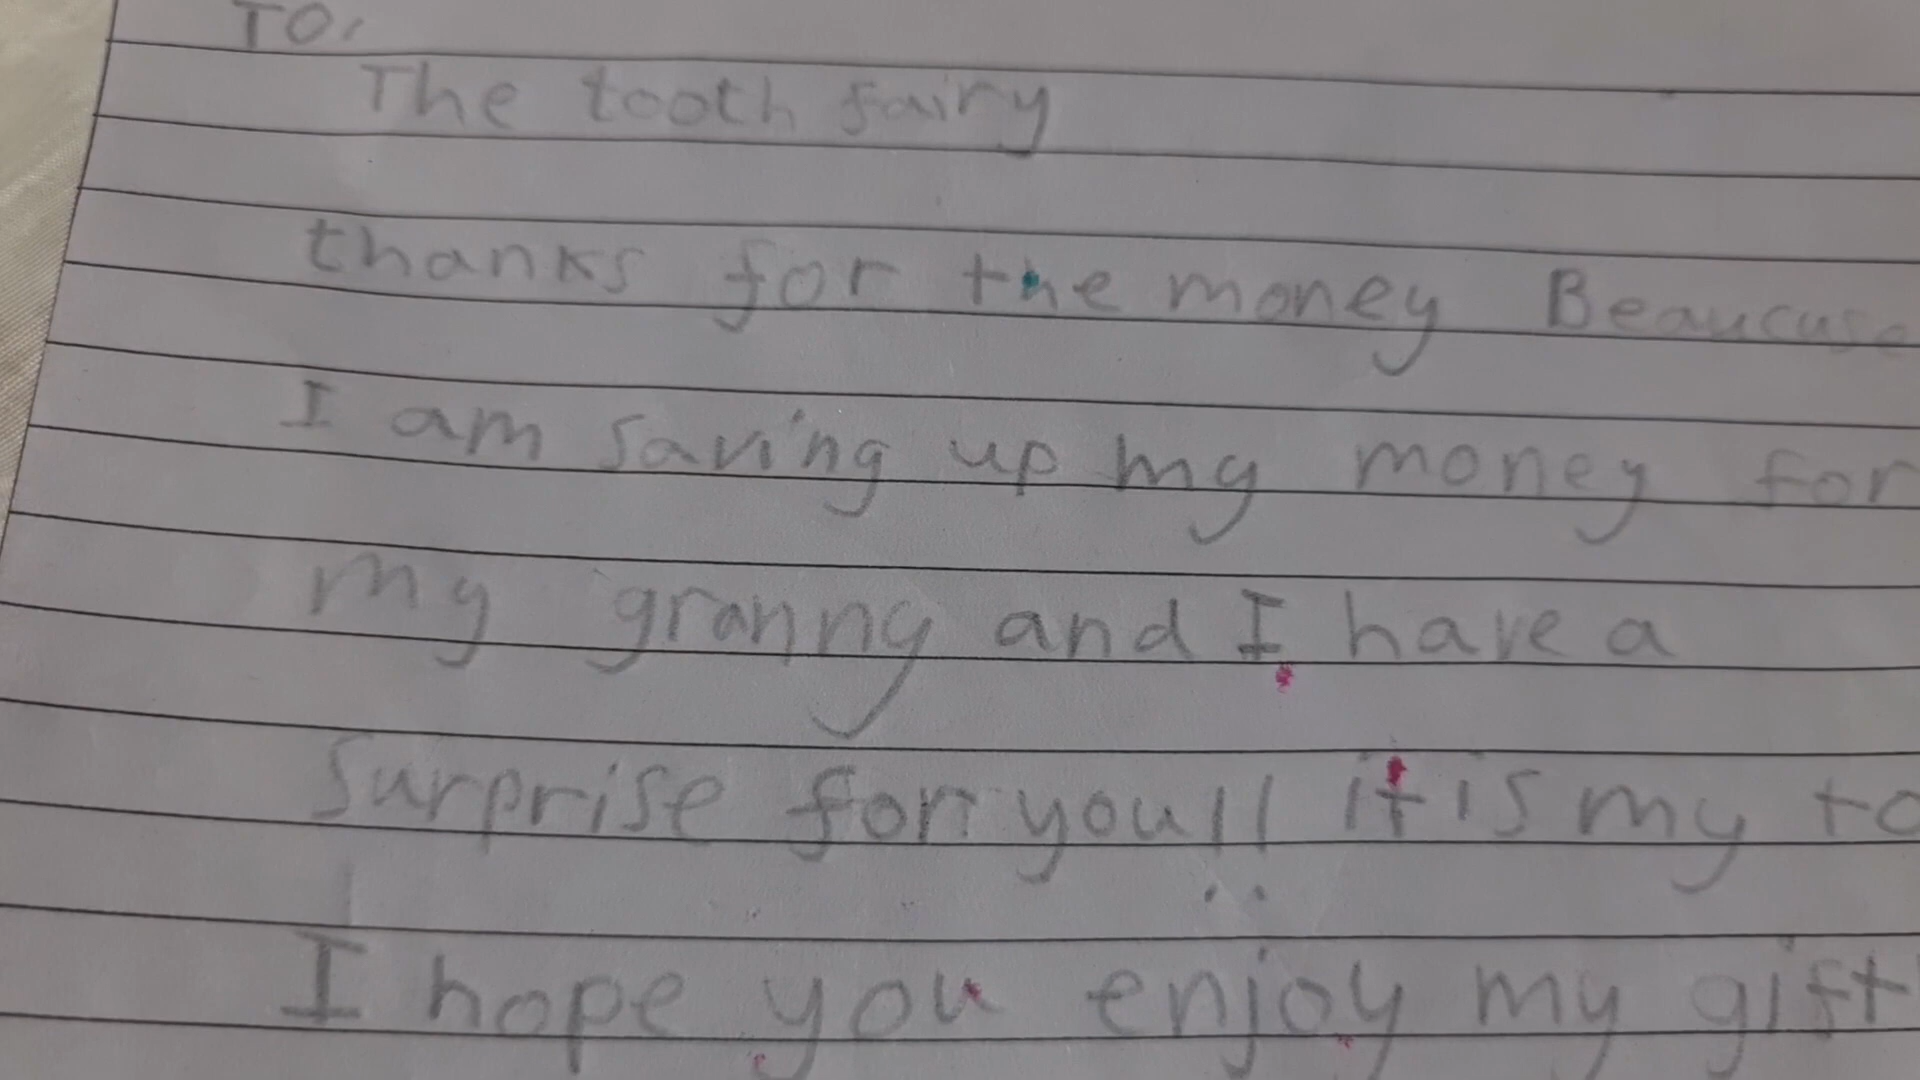 TO,
The tooth fairy
thanks for the money Beaucuse
I am saving up my money for
my granny and I have a
surprise for you!! it is my to
I hope you enjoy my gift